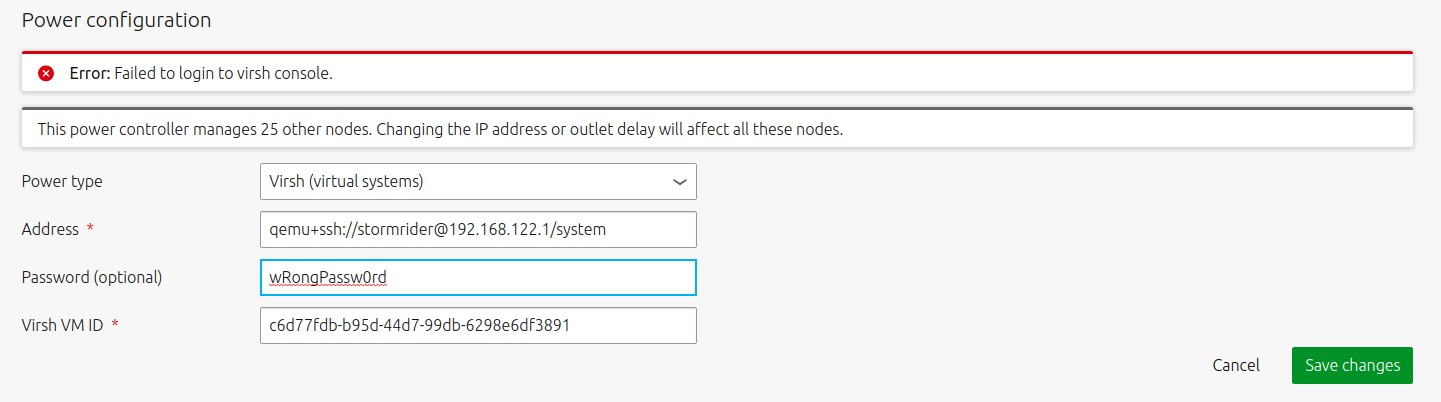 Power configuration
Error: Failed to login to virsh console.
This power controller manages 25 other nodes. Changing the IP address or outlet delay will affect all these nodes.
Power type Virsh (virtual systems)
Address * qemu+ssh://stormrider@192.168.122.1/system
Password (optional) wRongPassw0rd
Virsh VM ID * c6d77fdb-b95d-44d7-99db-6298e6df3891
Cancel Save changes